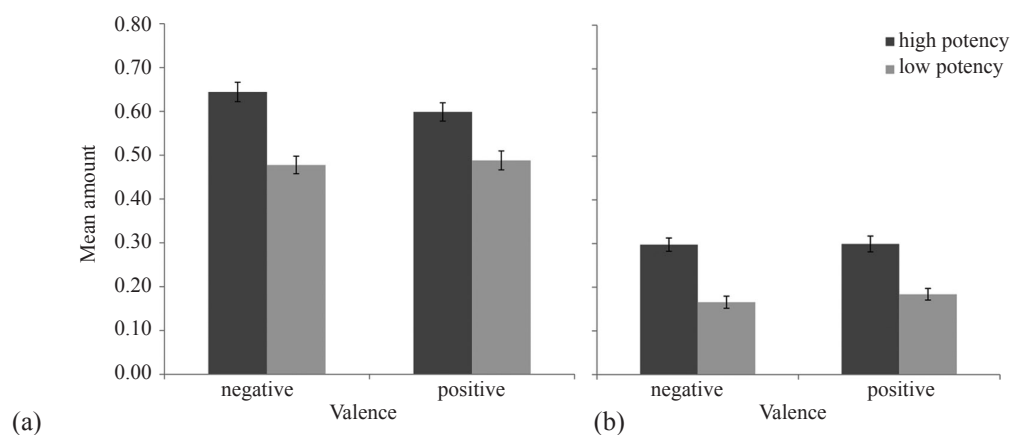 0.80
0.70
0.60
0.50
0.40
0.30
0.20
0.10
0.00
Mean amount
negative
positive
Valence
(a)
high potency
low potency
negative
positive
Valence
(b)